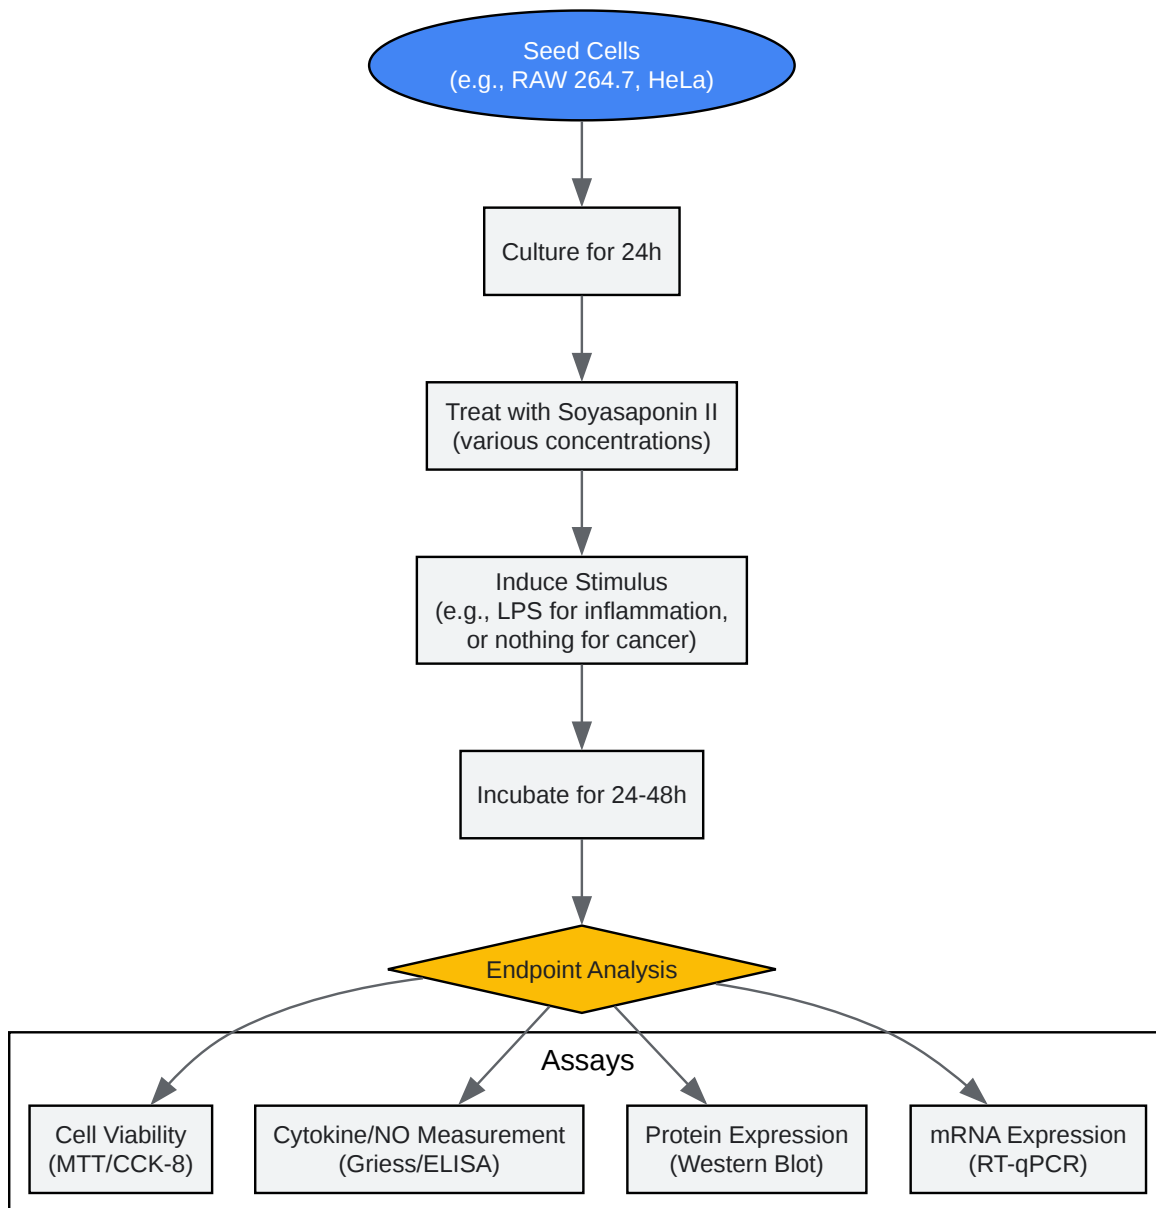 Seed Cells
(e.g., RAW 264.7, HeLa)
Culture for 24h
Treat with Soyasaponin II
(various concentrations)
Induce Stimulus
(e.g., LPS for inflammation,
or nothing for cancer)
Incubate for 24-48h
Endpoint Analysis
Assays
Cell Viability
(MTT/CCK-8)
Cytokine/NO Measurement
(Griess/ELISA)
Protein Expression
(Western Blot)
mRNA Expression
(RT-qPCR)